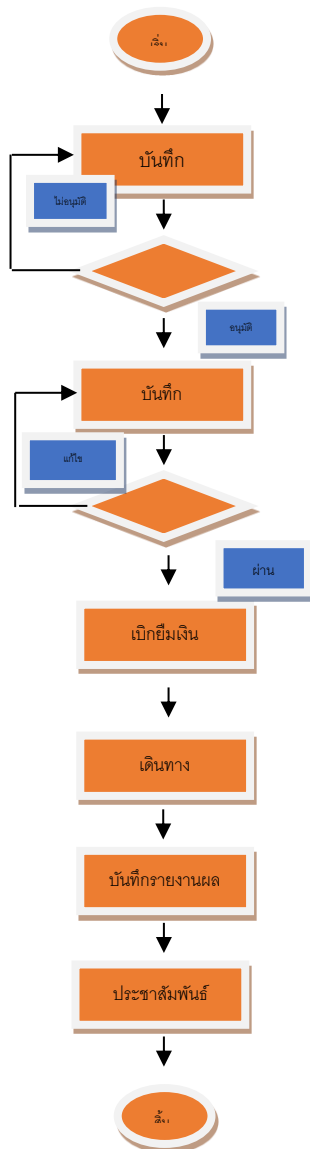 เริ่ม
บันทึก
ไม่อนุมัติ
อนุมัติ
บันทึก
แก้ไข
ผ่าน
เบิกยืมเงิน
เดินทาง
บันทึกรายงานผล
ประชาสัมพันธ์
สิ้น